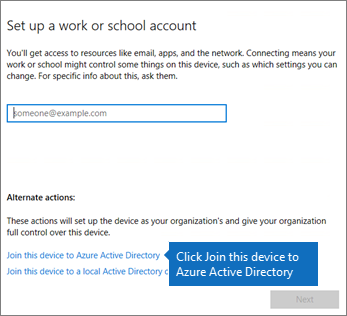 Set up a work or school account
You'll get access to resources like email, apps, and the network. Connecting means your
work or school might control some things on this device, such as which settings you can
change. For specific info about this, ask them.
someone@example.com
Alternate actions:
These actions will set up the device as your organization's and give your organization
full control over this device.
Join this device to Azure Active Directory
Click Join this device to
Azure Active Directory
Join this device to a local Active Directory
Next